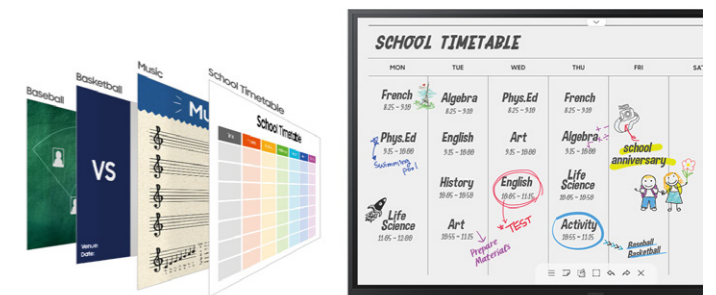 Baseball
Basketball
Music
School Timetable
VS
Venue:
Date:
Mu
School Timetable
SCHOOL TIMETABLE
MON TUE WED THU FRI SAT
French
8:25 - 9:10
Algebra
8:25 - 9:10
Phys.Ed
8:25 - 9:10
French
8:25 - 9:10
Phys.Ed
9:15 - 10:00
Swimming
pool
English
9:15 - 10:00
Art
9:15 - 10:00
Algebra
9:15 - 10:00
school
anniversary
History
10:05 - 10:50
English
10:05 - 11:15
TEST
Life
Science
10:05 - 10:50
Life
Science
11:05 - 12:00
Art
10:55 - 11:15
Prepare
Materials
Activity
10:55 - 11:15
Baseball
Basketball